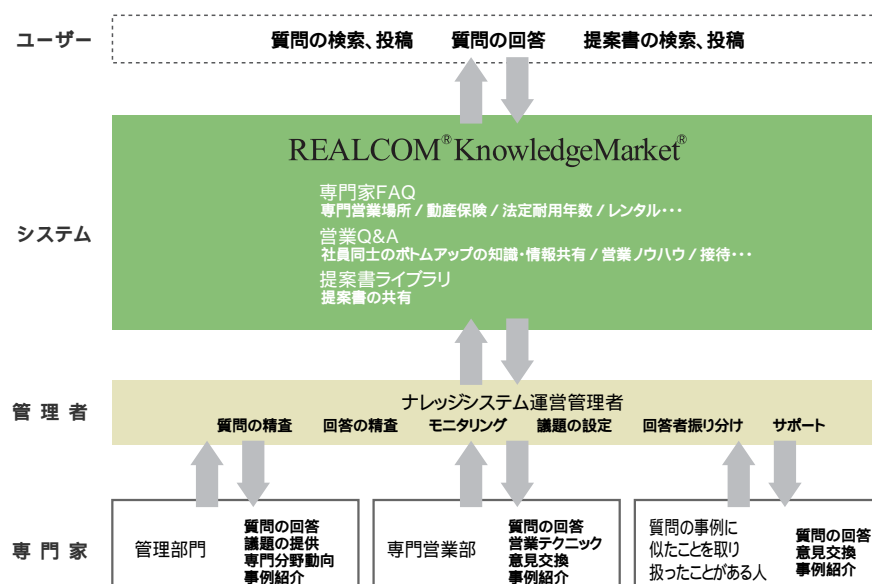 ユーザー
質問の検索、投稿 質問の回答 提案書の検索、投稿
システム
REALCOM® KnowledgeMarket®
専門家FAQ
専門営業場所 / 動産保険 / 法定耐用年数 / レンタル・・・
営業Q&A
社員同士のボトムアップの知識・情報共有 / 営業ノウハウ / 接待・・・
提案書ライブラリ
提案書の共有
管理者
ナレッジシステム運営管理者
質問の精査 回答の精査 モニタリング 議題の設定 回答者振り分け サポート
専門家
管理部門
質問の回答
議題の提供
専門分野動向
事例紹介
専門営業部
質問の回答
営業テクニック
意見交換
事例紹介
質問の事例に
似たことを取り
扱ったことがある人
質問の回答
意見交換
事例紹介